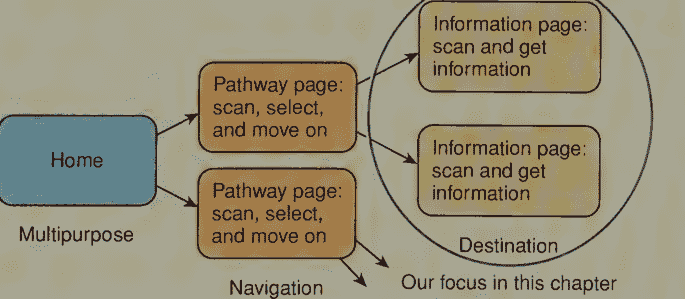 Home
Multipurpose
Pathway page:
scan, select,
and move on
Pathway page:
scan, select,
and move on
Navigation
Information page:
scan and get
information
Information page:
scan and get
information
Destination
Our focus in this chapter